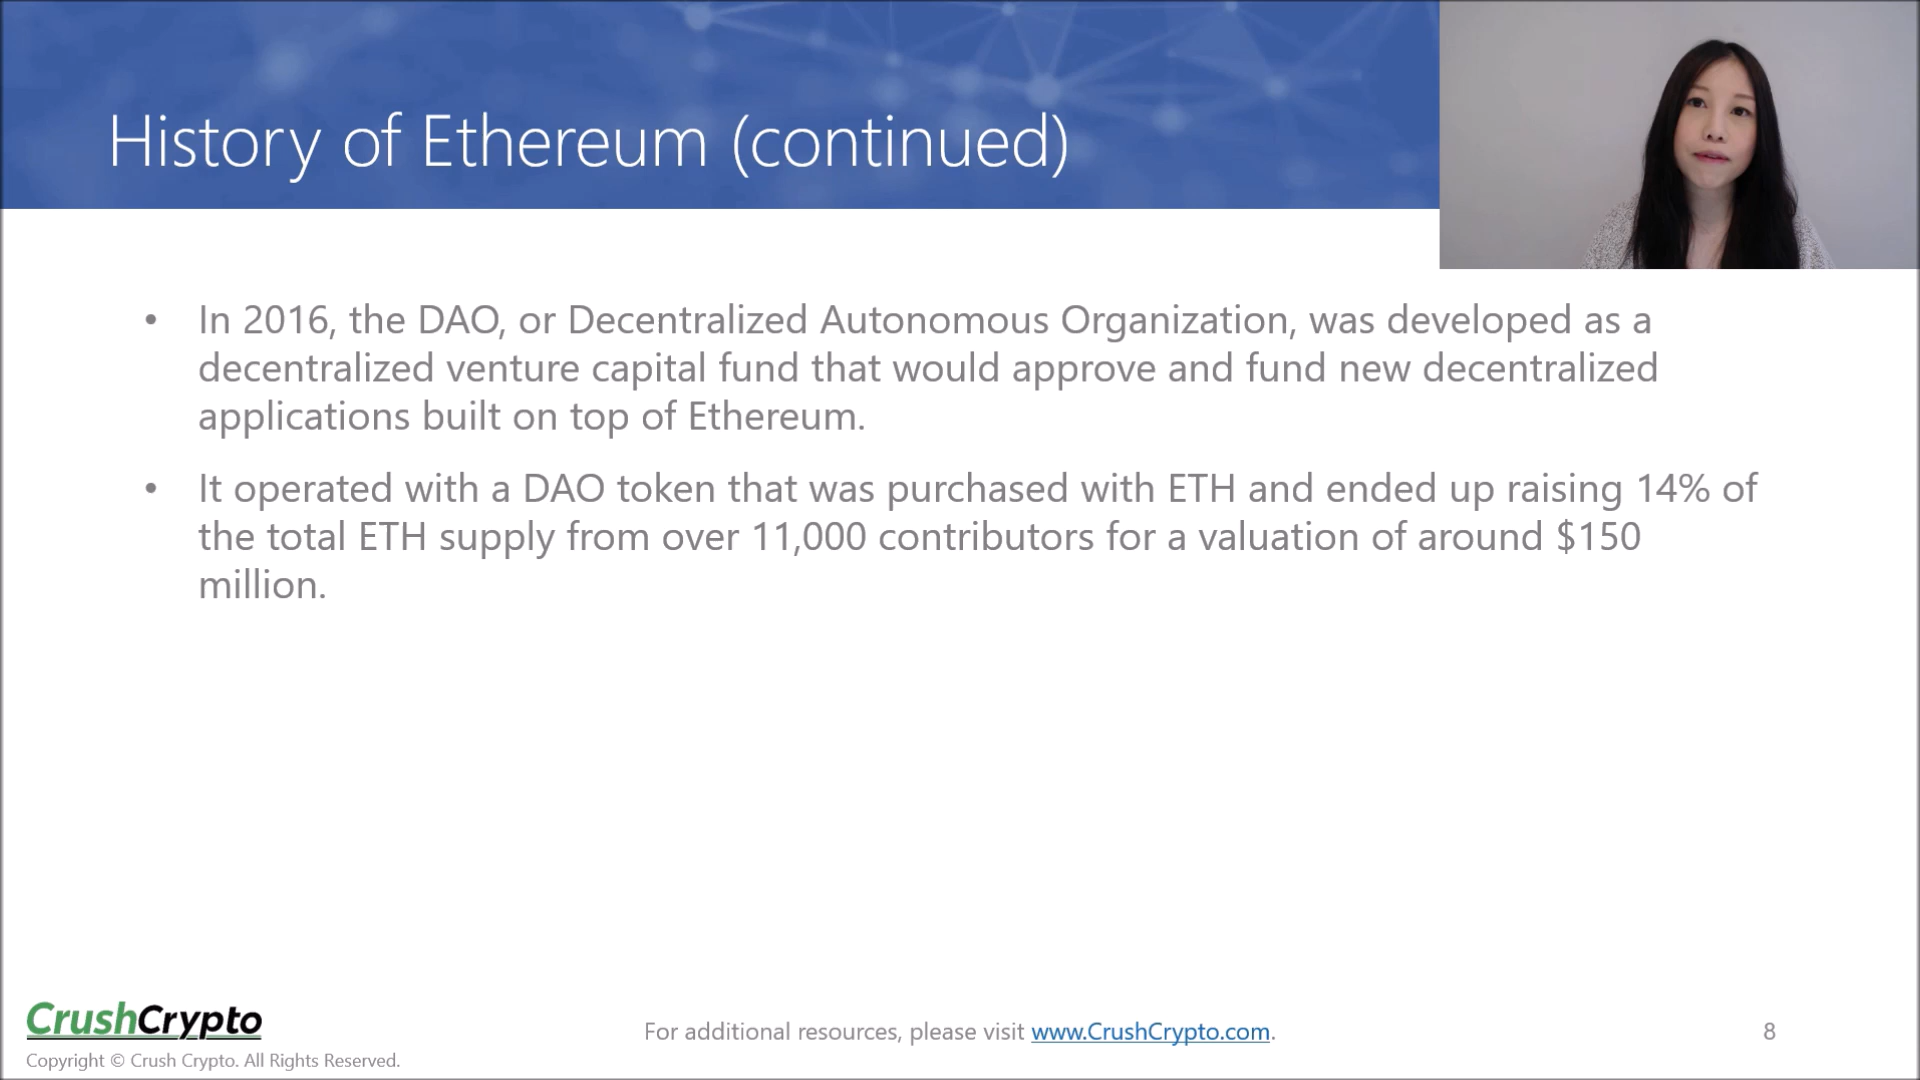 History of Ethereum (continued)
• In 2016, the DAO, or Decentralized Autonomous Organization, was developed as a
decentralized venture capital fund that would approve and fund new decentralized
applications built on top of Ethereum.
• It operated with a DAO token that was purchased with ETH and ended up raising 14% of
the total ETH supply from over 11,000 contributors for a valuation of around $150
million.
CrushCrypto
Copyright © Crush Crypto. All Rights Reserved.
For additional resources, please visit www.CrushCrypto.com.
8